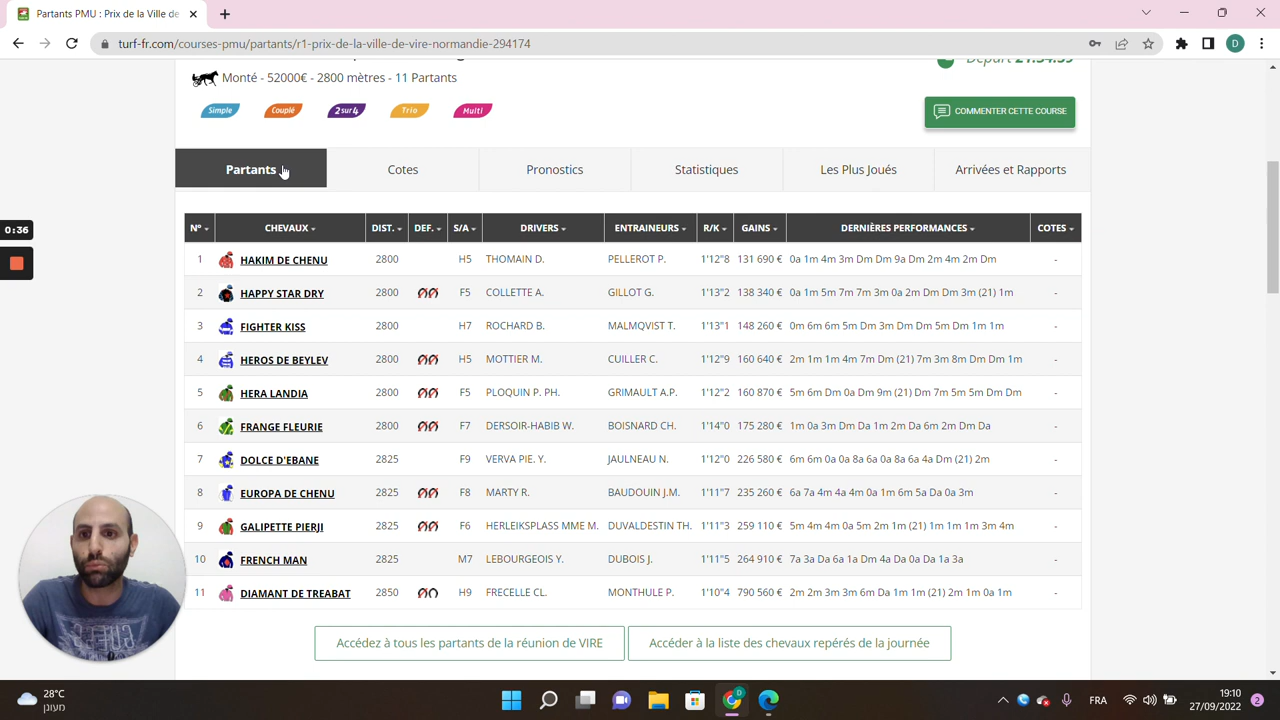 Partants PMU : Prix de la Ville de
turf-fr.com/courses-pmu/partants/r1-prix-de-la-ville-de-vire-normandie-294174
D
Monté - 52000€ - 2800 mètres - 11 Partants
Simple Couplé 2sur4 Trio Multi
COMMENTER CETTE COURSE
Partants Cotes Pronostics Statistiques Les Plus Joués Arrivées et Rapports
N° CHEVAUX DIST. DEF. S/A DRIVERS ENTRAINEURS R/K GAINS DERNIÈRES PERFORMANCES COTES
1 HAKIM DE CHENU 2800 H5 THOMAIN D. PELLEROT P. 1'12"8 131 690 € 0a 1m 4m 3m Dm Dm 9a Dm 2m 4m 2m Dm -
2 HAPPY STAR DRY 2800 F5 COLLETTE A. GILLOT G. 1'13"2 138 340 € 0a 1m 5m 7m 7m 3m 0a 2m Dm Dm 3m (21) 1m -
3 FIGHTER KISS 2800 H7 ROCHARD B. MALMQVIST T. 1'13"1 148 260 € 0m 6m 6m 5m Dm 3m Dm Dm 5m Dm 1m 1m -
4 HEROS DE BEYLEV 2800 H5 MOTTIER M. CUILLER C. 1'12"9 160 640 € 2m 1m 1m 4m 7m Dm (21) 7m 3m 8m Dm Dm 1m -
5 HERA LANDIA 2800 F5 PLOQUIN P. PH. GRIMAULT A.P. 1'12"2 160 870 € 5m 6m Dm 0a Dm 9m (21) Dm 7m 5m 5m Dm Dm -
6 FRANGE FLEURIE 2800 F7 DERSOIR-HABIB W. BOISNARD CH. 1'14"0 175 280 € 1m 0a 3m Dm Da 1m 2m Da 6m 2m Dm Da -
7 DOLCE D'EBANE 2825 F9 VERVA PIE. Y. JAULNEAU N. 1'12"0 226 580 € 6m 6m 0a 0a 8a 6a 0a 8a 6a 4a Dm (21) 2m -
8 EUROPA DE CHENU 2825 F8 MARTY R. BAUDOUIN J.M. 1'11"7 235 260 € 6a 7a 4m 4a 4m 0a 1m 6m 5a Da 0a 3m -
9 GALIPETTE PIERJI 2825 F6 HERLEIKSPLASS MME M. DUVALDESTIN TH. 1'11"3 259 110 € 5m 4m 4m 0a 5m 2m 1m (21) 1m 1m 1m 3m 4m -
10 FRENCH MAN 2825 M7 LEBOURGEOIS Y. DUBOIS J. 1'11"5 264 910 € 7a 3a Da 6a 1a Dm 4a Da 0a Da 1a 3a -
11 DIAMANT DE TREABAT 2850 H9 FRECELLE CL. MONTHULE P. 1'10"4 790 560 € 2m 2m 3m 3m 6m Da 1m 1m (21) 2m 1m 0a 1m -
Accédez à tous les partants de la réunion de VIRE Accéder à la liste des chevaux repérés de la journée
0:36
28°C
מעונן
D
FRA
19:10
27/09/2022
2